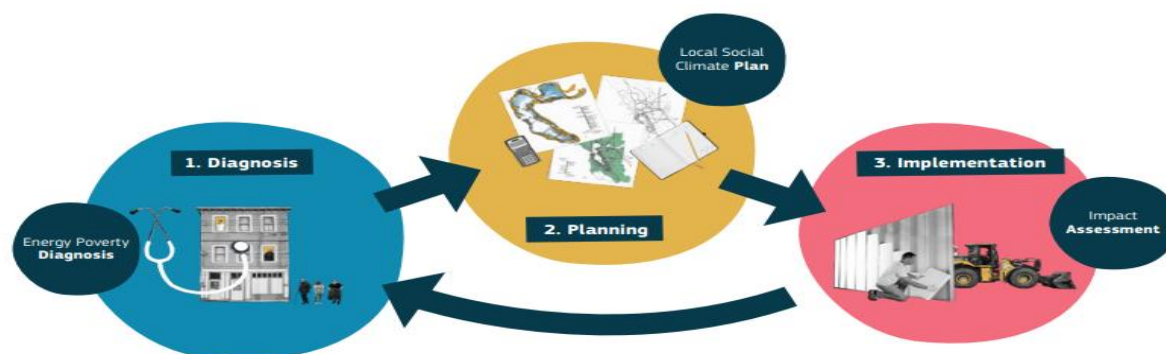 1. Diagnosis
Energy Poverty
Diagnosis
Local Social
Climate Plan
2. Planning
3. Implementation
Impact
Assessment